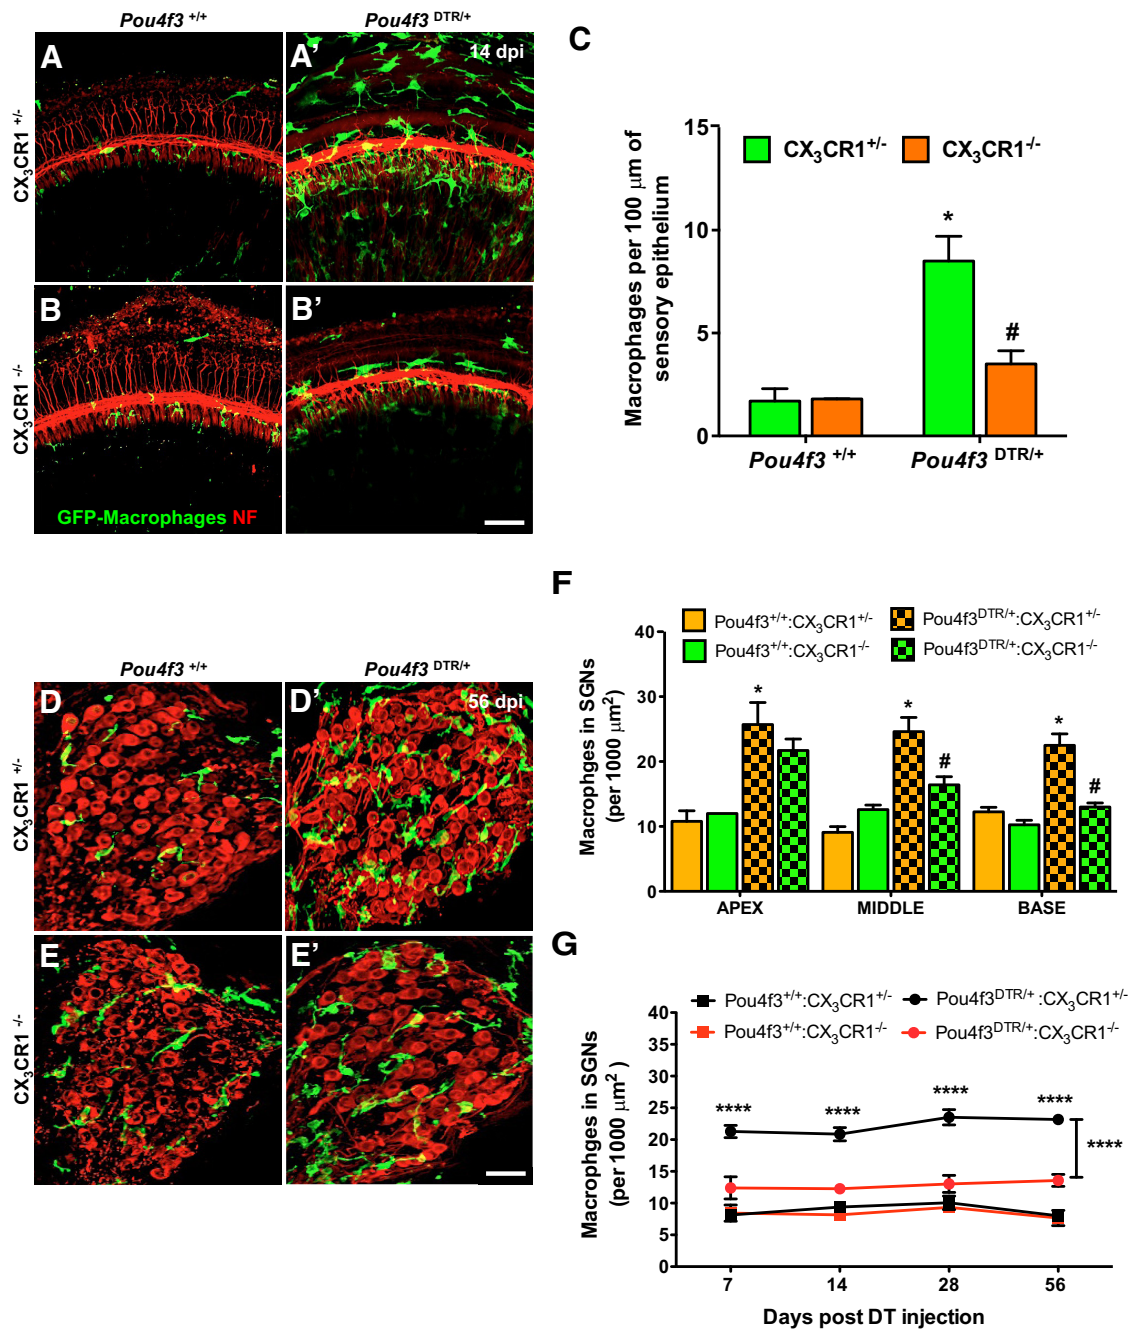 Pou4f3 +/+
Pou4f3 DTR/+
CX3CR1 +/-
A
A'
14 dpi
CX3CR1 -/-
B
B'
GFP-Macrophages NF
C
Macrophages per 100 μm of
sensory epithelium
15
10
5
0
CX3CR1+/-
CX3CR1-/-
*
#
Pou4f3 +/+
Pou4f3 DTR/+
Pou4f3 +/+
Pou4f3 DTR/+
CX3CR1 +/-
D
D'
56 dpi
CX3CR1 -/-
E
E'
F
Pou4f3+/+:CX3CR1+/-
Pou4f3DTR/+:CX3CR1+/-
Pou4f3+/+:CX3CR1-/-
Pou4f3DTR/+:CX3CR1-/-
Macrophges in SGNs
(per 1000 μm2)
40
30
20
10
0
*
*
#
*
#
APEX
MIDDLE
BASE
G
Pou4f3+/+:CX3CR1+/-
Pou4f3DTR/+:CX3CR1+/-
Pou4f3+/+:CX3CR1-/-
Pou4f3DTR/+:CX3CR1-/-
Macrophges in SGNs
(per 1000 μm2)
40
35
30
25
20
15
10
5
0
****
****
****
****
****
7
14
28
56
Days post DT injection